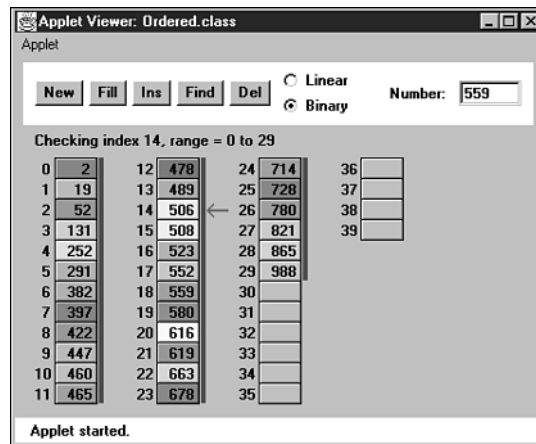 Applet Viewer: Ordered.class
Applet
New Fill Ins Find Del Linear Binary Number: 559
Checking index 14, range = 0 to 29
0 2 12 478 24 714 36
1 19 13 489 25 728 37
2 52 14 506 26 780 38
3 131 15 508 27 821 39
4 252 16 523 28 865
5 291 17 552 29 988
6 382 18 559 30
7 397 19 580 31
8 422 20 616 32
9 447 21 619 33
10 460 22 663 34
11 465 23 678 35
Applet started.